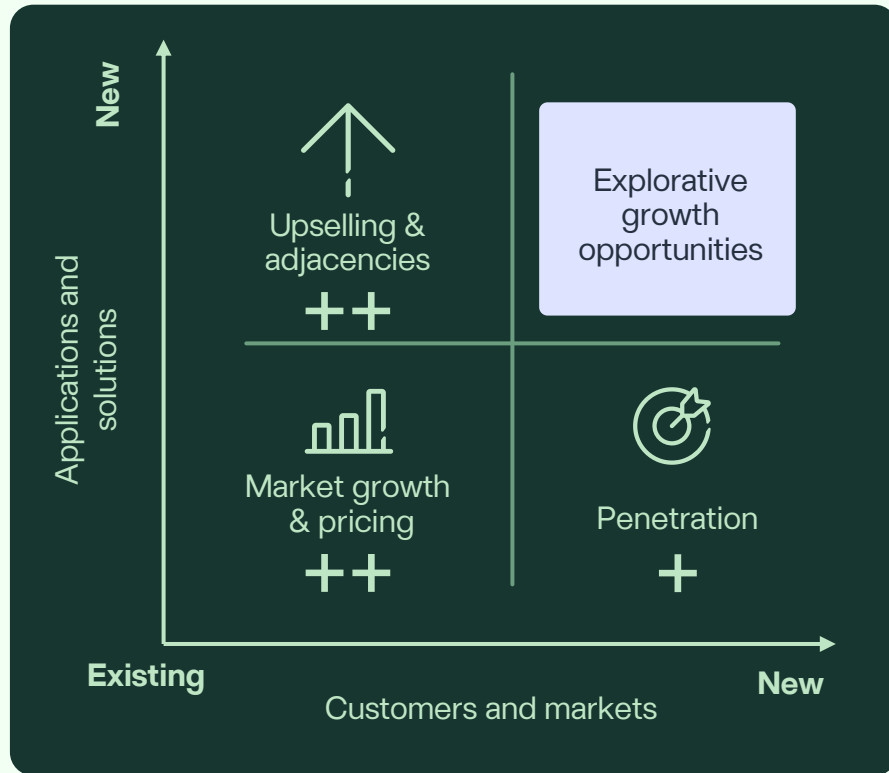 New
Applications and
solutions
Upselling &
adjacencies
++
Explorative
growth
opportunities
Market growth
& pricing
++
Penetration
+
Existing
New
Customers and markets